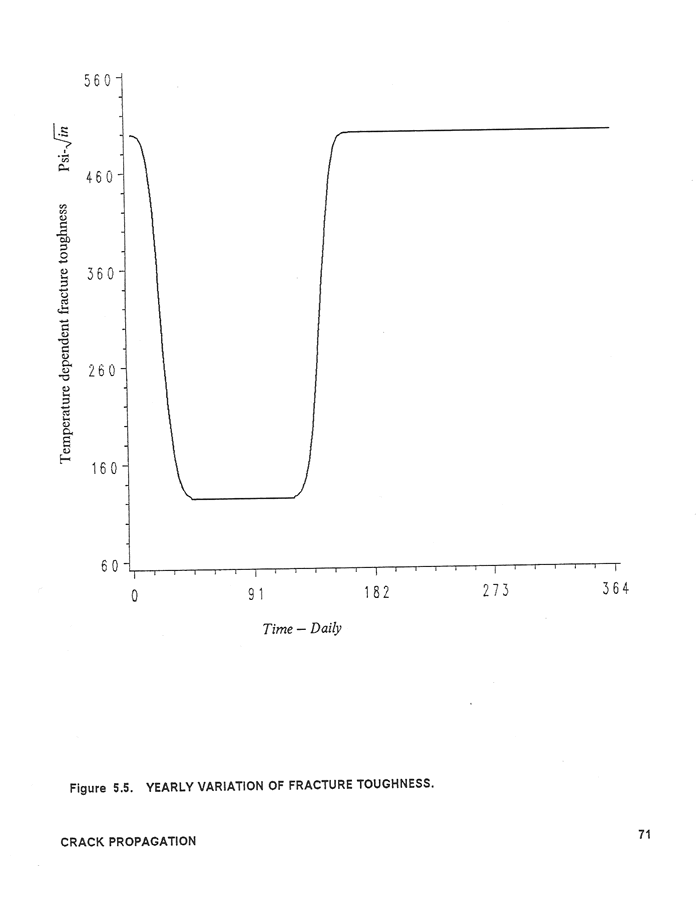 560
460
360
260
160
60
Temperature dependent fracture toughness Psi-√in
0 91 182 273 364
Time – Daily
Figure 5.5. YEARLY VARIATION OF FRACTURE TOUGHNESS.
CRACK PROPAGATION 71